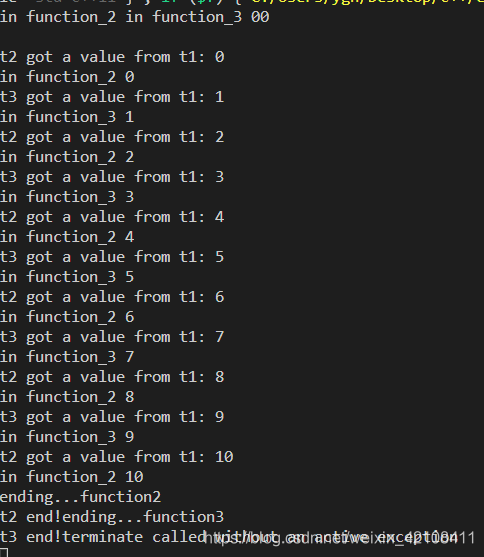 in function_2 in function_3 00
t2 got a value from t1: 0
in function_2 0
t3 got a value from t1: 1
in function_3 1
t2 got a value from t1: 2
in function_2 2
t3 got a value from t1: 3
in function_3 3
t2 got a value from t1: 4
in function_2 4
t3 got a value from t1: 5
in function_3 5
t2 got a value from t1: 6
in function_2 6
t3 got a value from t1: 7
in function_3 7
t2 got a value from t1: 8
in function_2 8
t3 got a value from t1: 9
in function_3 9
t2 got a value from t1: 10
in function_2 10
ending...function2
t2 end!ending...function3
t3 end!terminate called without an active exception
https://blog.csdn.net/weixin_42108411